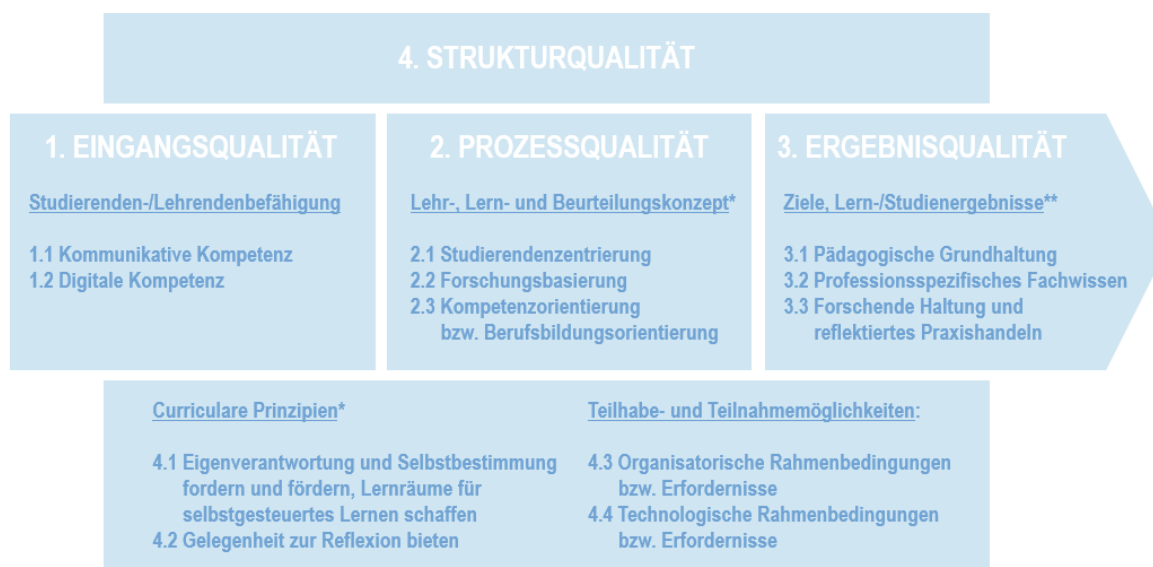 4. STRUKTURQUALITÄT
1. EINGANGSQUALITÄT
Studierenden-/Lehrendenbefähigung
1.1 Kommunikative Kompetenz
1.2 Digitale Kompetenz
2. PROZESSQUALITÄT
Lehr-, Lern- und Beurteilungskonzept*
2.1 Studierendenzentrierung
2.2 Forschungsbasierung
2.3 Kompetenzorientierung
bzw. Berufsbildungsorientierung
3. ERGEBNISQUALITÄT
Ziele, Lern-/Studienergebnisse**
3.1 Pädagogische Grundhaltung
3.2 Professionsspezifisches Fachwissen
3.3 Forschende Haltung und
reflektiertes Praxishandeln
Curriculare Prinzipien*
4.1 Eigenverantwortung und Selbstbestimmung
fordern und fördern, Lernräume für
selbstgesteuertes Lernen schaffen
4.2 Gelegenheit zur Reflexion bieten
Teilhabe- und Teilnahmemöglichkeiten:
4.3 Organisatorische Rahmenbedingungen
bzw. Erfordernisse
4.4 Technologische Rahmenbedingungen
bzw. Erfordernisse